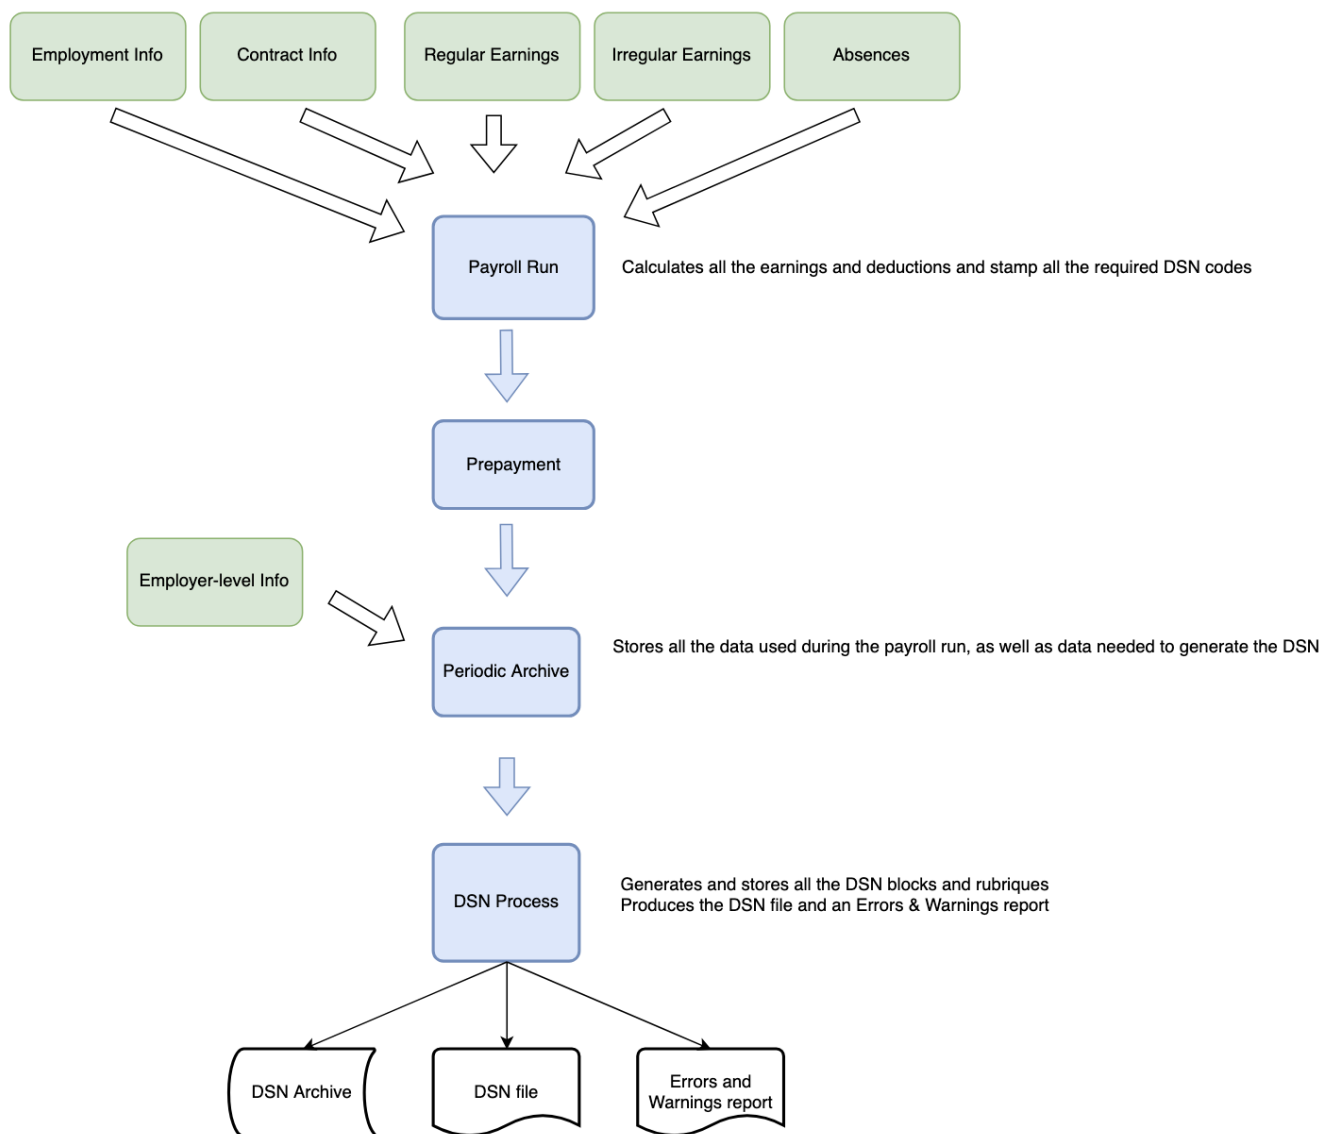 Employment Info
Contract Info
Regular Earnings
Irregular Earnings
Absences
Payroll Run
Calculates all the earnings and deductions and stamp all the required DSN codes
Prepayment
Employer-level Info
Periodic Archive
Stores all the data used during the payroll run, as well as data needed to generate the DSN
DSN Process
Generates and stores all the DSN blocks and rubriques
Produces the DSN file and an Errors & Warnings report
DSN Archive
DSN file
Errors and
Warnings report